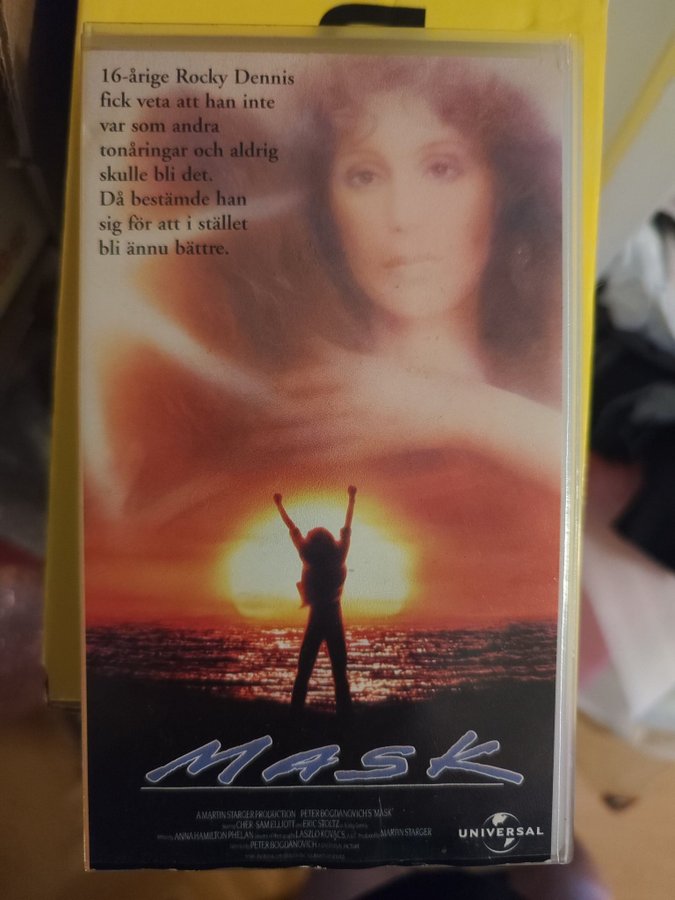 16-årige Rocky Dennis
fick veta att han inte
var som andra
tonåringar och aldrig
skulle bli det.
Då bestämde han
sig för att i stället
bli ännu bättre.
MASK
A MARTIN STARGER PRODUCTION PETER BOGDANOVICH'S 'MASK'
CHER · SAM ELLIOTT AND ERIC STOLTZ
ANNA HAMILTON PHELAN LASZLO KOVACS, MARTIN STARGER
PETER BOGDANOVICH
UNIVERSAL